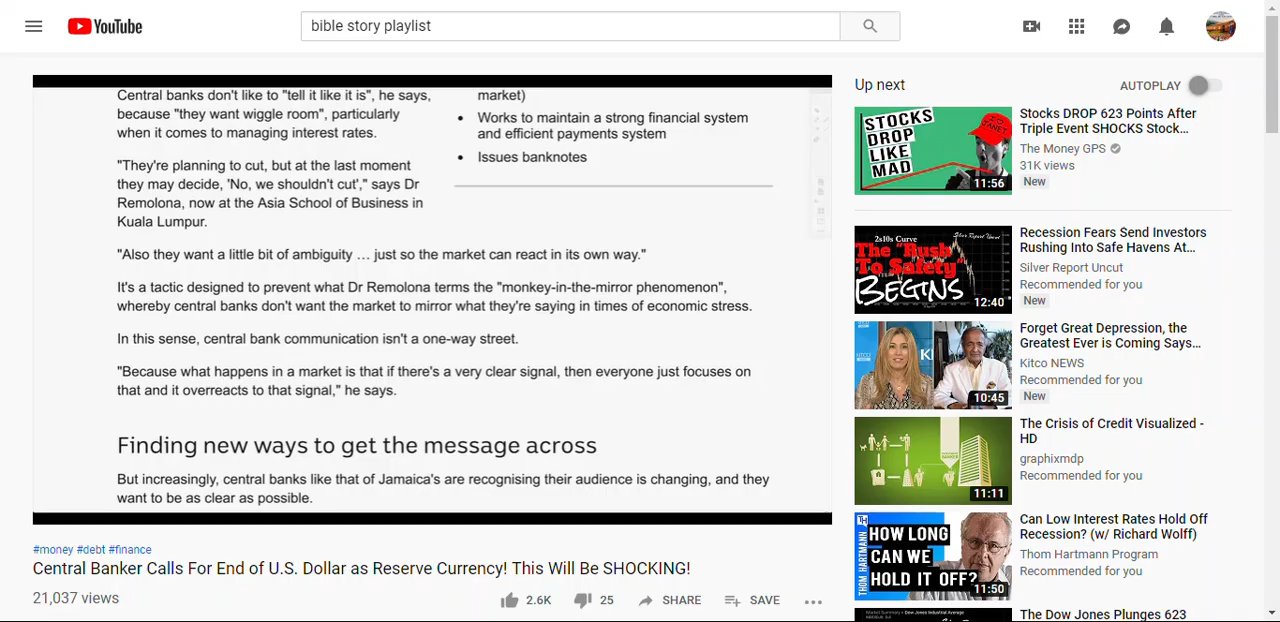 YouTube
bible story playlist
Central banks don't like to "tell it like it is", he says,
because "they want wiggle room", particularly
when it comes to managing interest rates.
"They're planning to cut, but at the last moment
they may decide, 'No, we shouldn't cut'," says Dr
Remolona, now at the Asia School of Business in
Kuala Lumpur.
market)
• Works to maintain a strong financial system
and efficient payments system
• Issues banknotes
"Also they want a little bit of ambiguity … just so the market can react in its own way."
It's a tactic designed to prevent what Dr Remolona terms the "monkey-in-the-mirror phenomenon",
whereby central banks don't want the market to mirror what they're saying in times of economic stress.
In this sense, central bank communication isn't a one-way street.
"Because what happens in a market is that if there's a very clear signal, then everyone just focuses on
that and it overreacts to that signal," he says.
Finding new ways to get the message across
But increasingly, central banks like that of Jamaica's are recognising their audience is changing, and they
want to be as clear as possible.
#money #debt #finance
Central Banker Calls For End of U.S. Dollar as Reserve Currency! This Will Be SHOCKING!
21,037 views
2.6K
25
SHARE
SAVE
Up next
AUTOPLAY
STOCKS
DROP
LIKE
MAD
11:56
Stocks DROP 623 Points After
Triple Event SHOCKS Stock...
The Money GPS
31K views
New
2s10s Curve
Silver Report Uncut
The "Rush
To Safety"
BEGINS
12:40
Recession Fears Send Investors
Rushing Into Safe Havens At...
Silver Report Uncut
Recommended for you
New
10:45
Forget Great Depression, the
Greatest Ever is Coming Says...
Kitco NEWS
Recommended for you
New
11:11
The Crisis of Credit Visualized -
HD
graphixmdp
Recommended for you
TH
THOM HARTMANN
HOW LONG
CAN WE
HOLD IT OFF?
11:50
Can Low Interest Rates Hold Off
Recession? (w/ Richard Wolff)
Thom Hartmann Program
Recommended for you
The Dow Jones Plunges 623